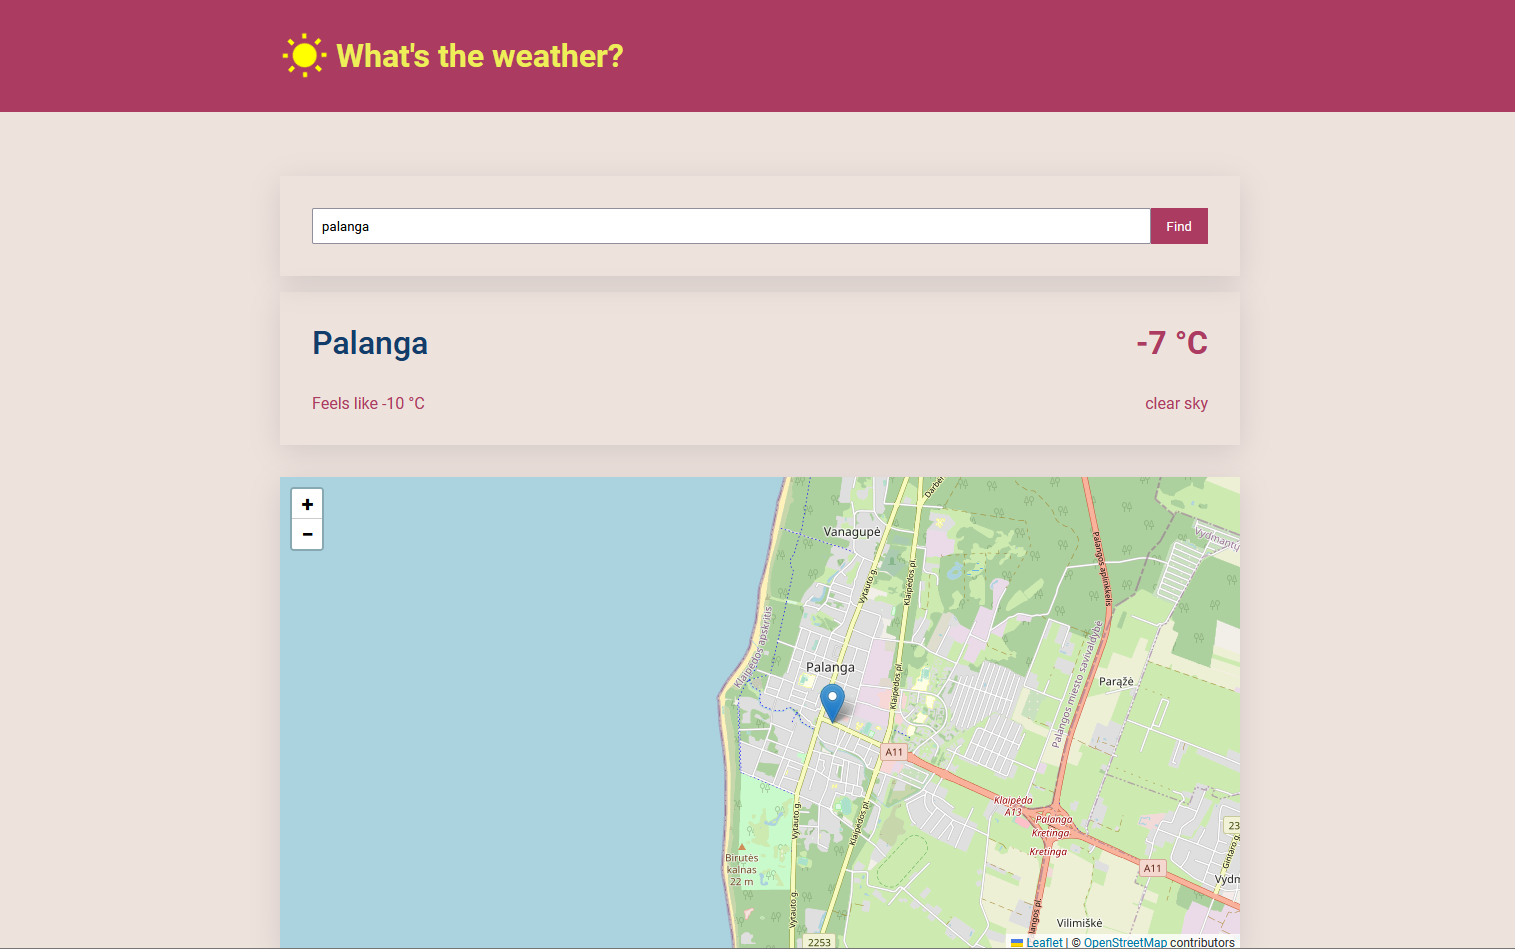 What's the weather?
palanga
Find
Palanga
-7 °C
Feels like -10 °C
clear sky
+
−
Darbėn
Vanagupė
Vydmantų
Palangos aplinkkelis
Vytauto g.
Klaipėdos pl.
Klaipėdos apskritis
Palanga
Klaipėdos pl.
Palangos miesto savivaldybė
Paražė
A11
Klaipėda
A13
Palanga
Kretinga
Kretinga
23
Gintaro g.
Vytauto g.
Klaipėdos pl.
Birutės
kalnas
22 m
A11
Vydm
Vytauto g.
langos pl.
Vilimiškė
2253
Leaflet | © OpenStreetMap contributors